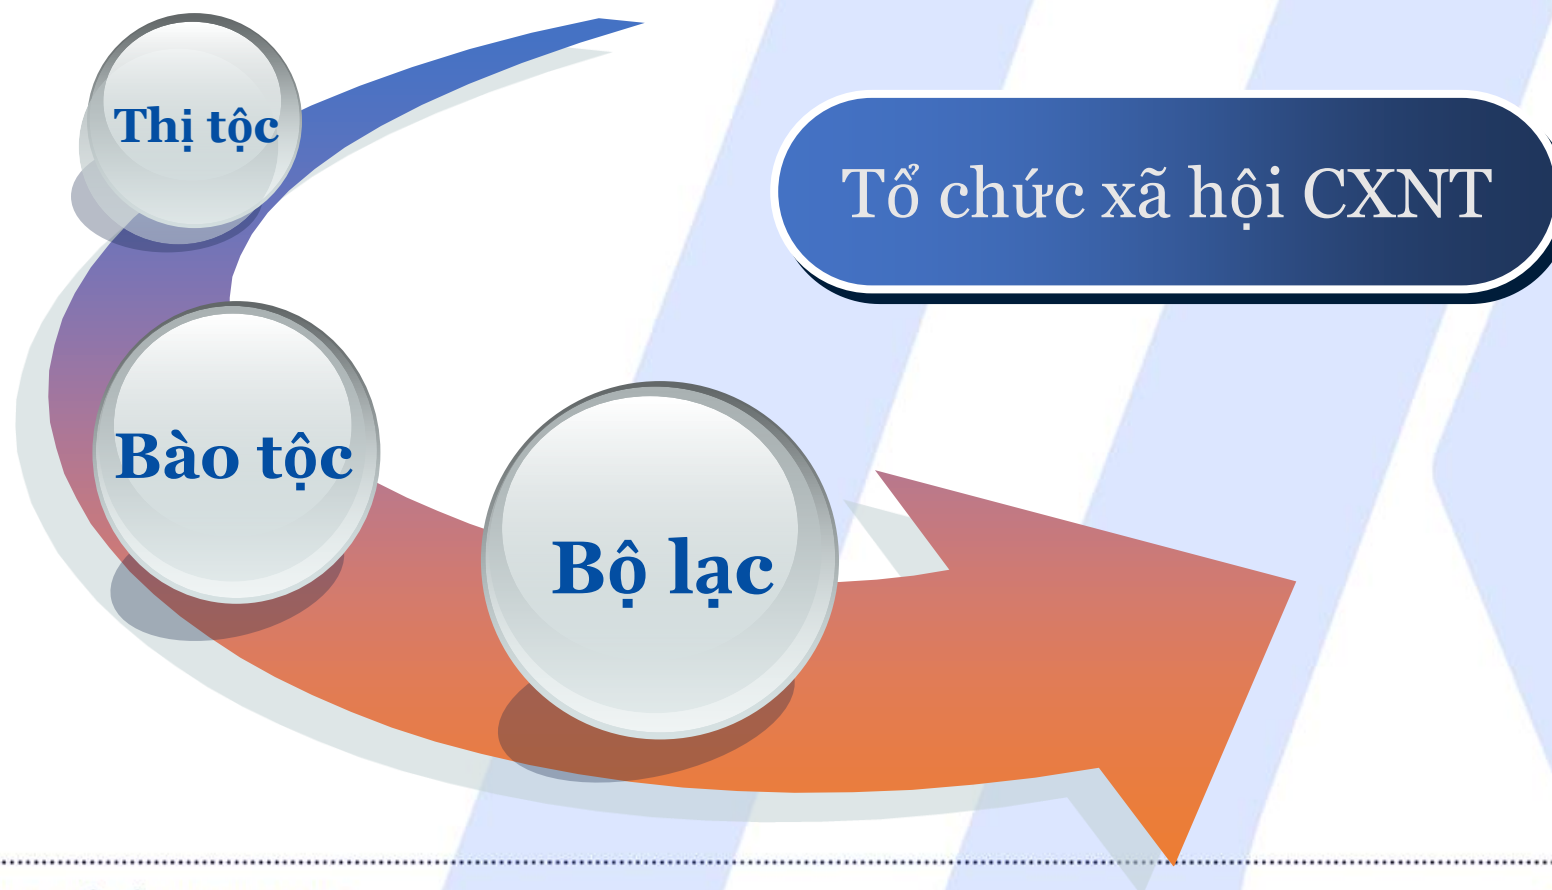 Thị tộc
Tổ chức xã hội CXNT
Bào tộc
Bộ lạc